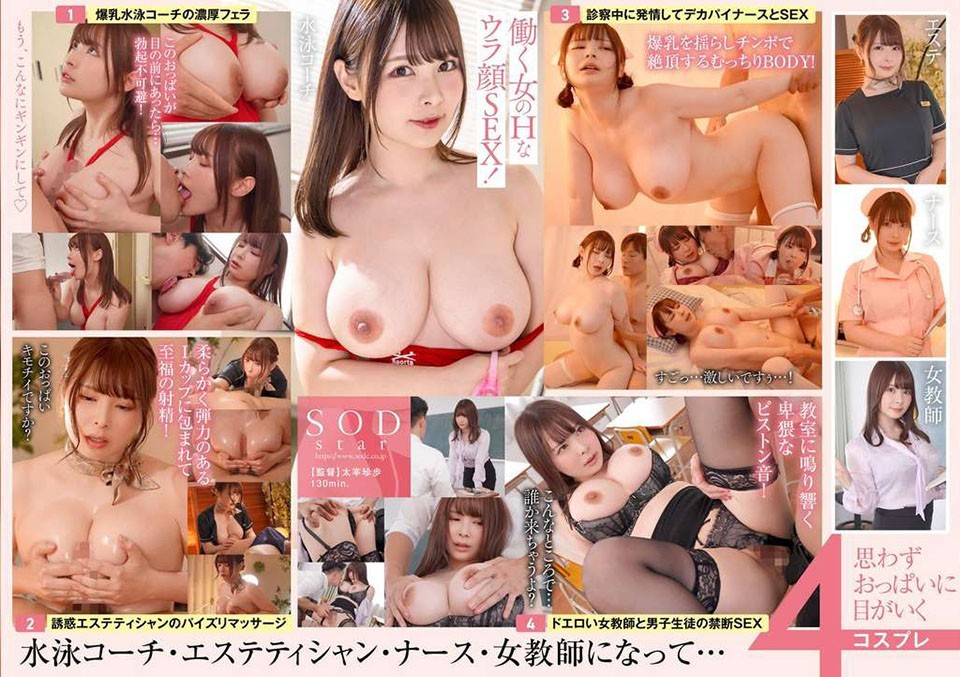 1 爆乳水泳コーチの濃厚フェラ
もう、こんなにギンギンにして♡
このおっぱいが
目の前にあったら…
勃起不可避！
水泳コーチ
働く女のHな
ウラ顔SEX！
3 診察中に発情してデカパイナースとSEX
爆乳を揺らしチンポで
絶頂するむっちりBODY！
すごっ…激しいですぅ…！
エステ
ナース
女教師
このおっぱい
キモチイですか？
柔らかく弾力のある
Iカップに包まれて
至福の射精！
2 誘惑エステティシャンのパイズリマッサージ
Sports
SOD
star
https://www.sodc.co.jp
【監督】太宰珍歩
130min.
教室に鳴り響く
卑猥な
ピストン音！
こんなところで…
誰か来ちゃうよ？
4 ドエロい女教師と男子生徒の禁断SEX
思わず
おっぱいに
目がいく
4
コスプレ
水泳コーチ・エステティシャン・ナース・女教師になって…